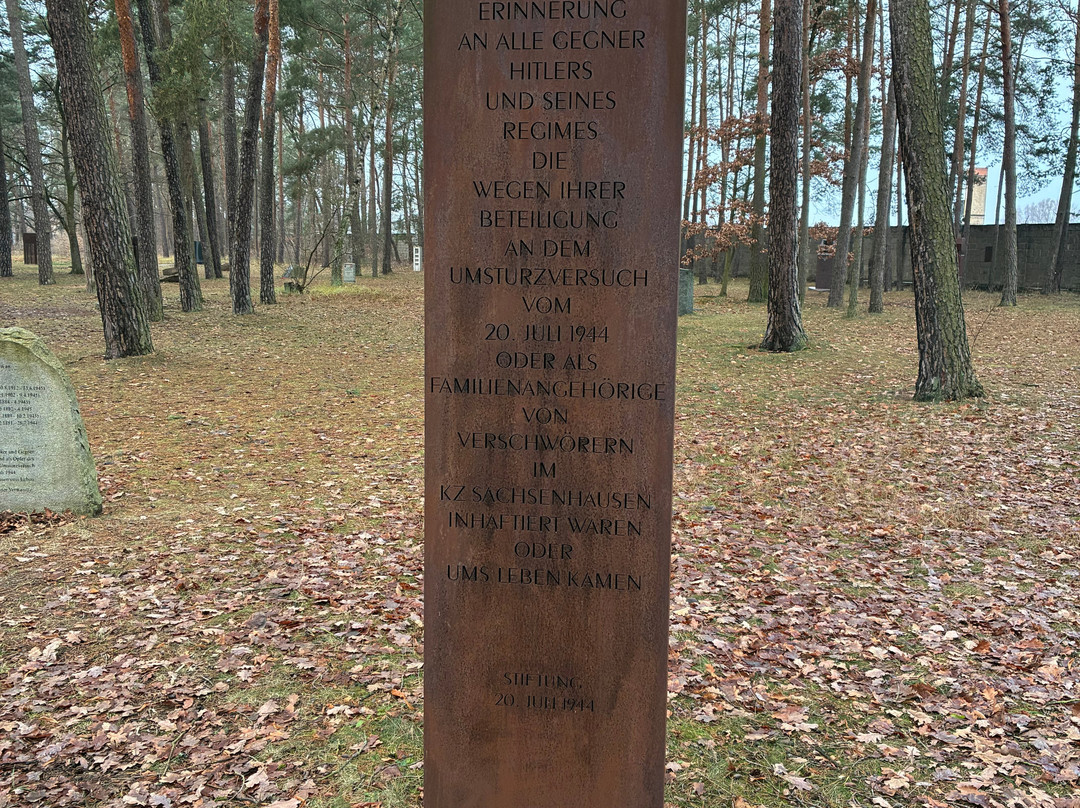 ERINNERUNG
AN ALLE GEGNER
HITLERS
UND SEINES
REGIMES
DIE
WEGEN IHRER
BETEILIGUNG
AN DEM
UMSTURZVERSUCH
VOM
20. JULI 1944
ODER ALS
FAMILIENANGEHÖRIGE
VON
VERSCHWÖRERN
IM
KZ SACHSENHAUSEN
INHAFTIERT WAREN
ODER
UMS LEBEN KAMEN
STIFTUNG
20. JULI 1944